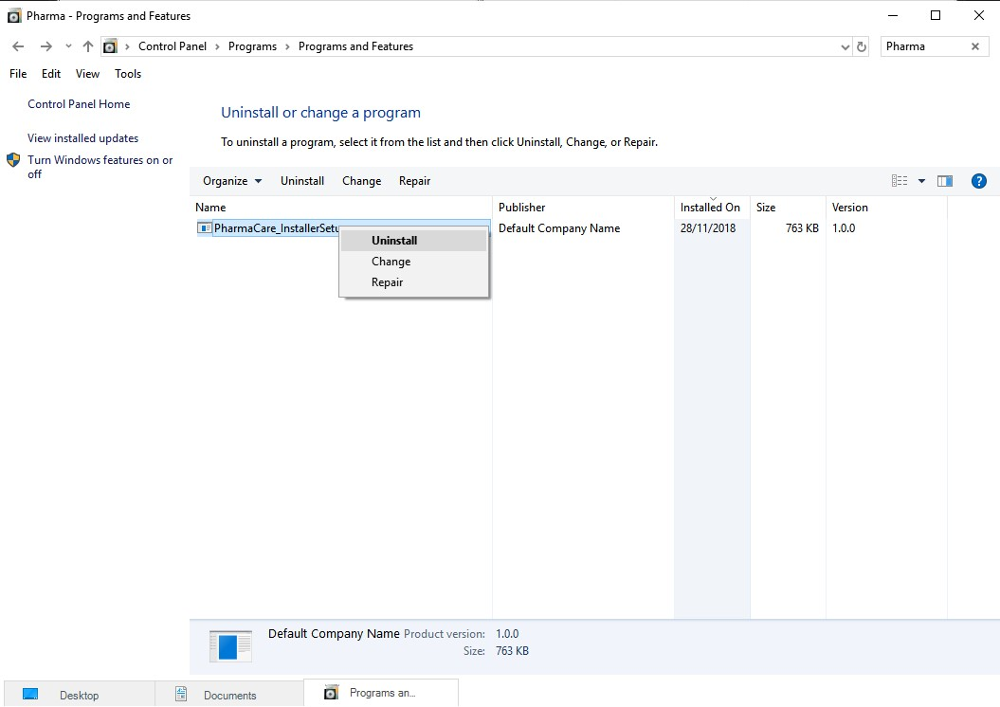 Pharma - Programs and Features
Control Panel > Programs > Programs and Features
Pharma
File Edit View Tools
Control Panel Home
View installed updates
Turn Windows features on or
off
Uninstall or change a program
To uninstall a program, select it from the list and then click Uninstall, Change, or Repair.
Organize Uninstall Change Repair
Name Publisher Installed On Size Version
PharmaCare_InstallerSetu Default Company Name 28/11/2018 763 KB 1.0.0
Uninstall
Change
Repair
Default Company Name Product version: 1.0.0
Size: 763 KB
Desktop Documents Programs an...